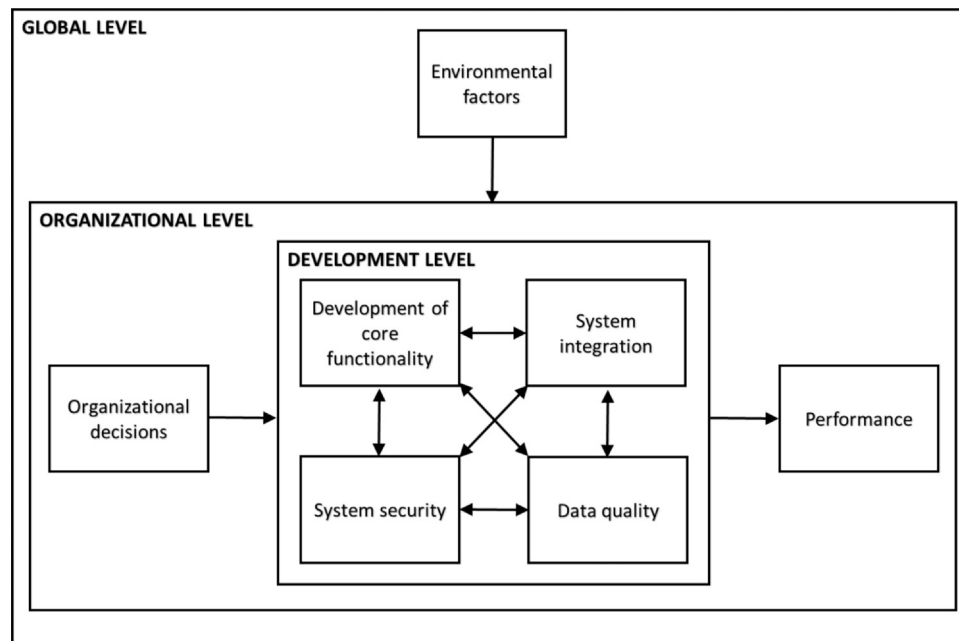 GLOBAL LEVEL
Environmental
factors
ORGANIZATIONAL LEVEL
DEVELOPMENT LEVEL
Development of
core
functionality
System
integration
Organizational
decisions
Performance
System security
Data quality